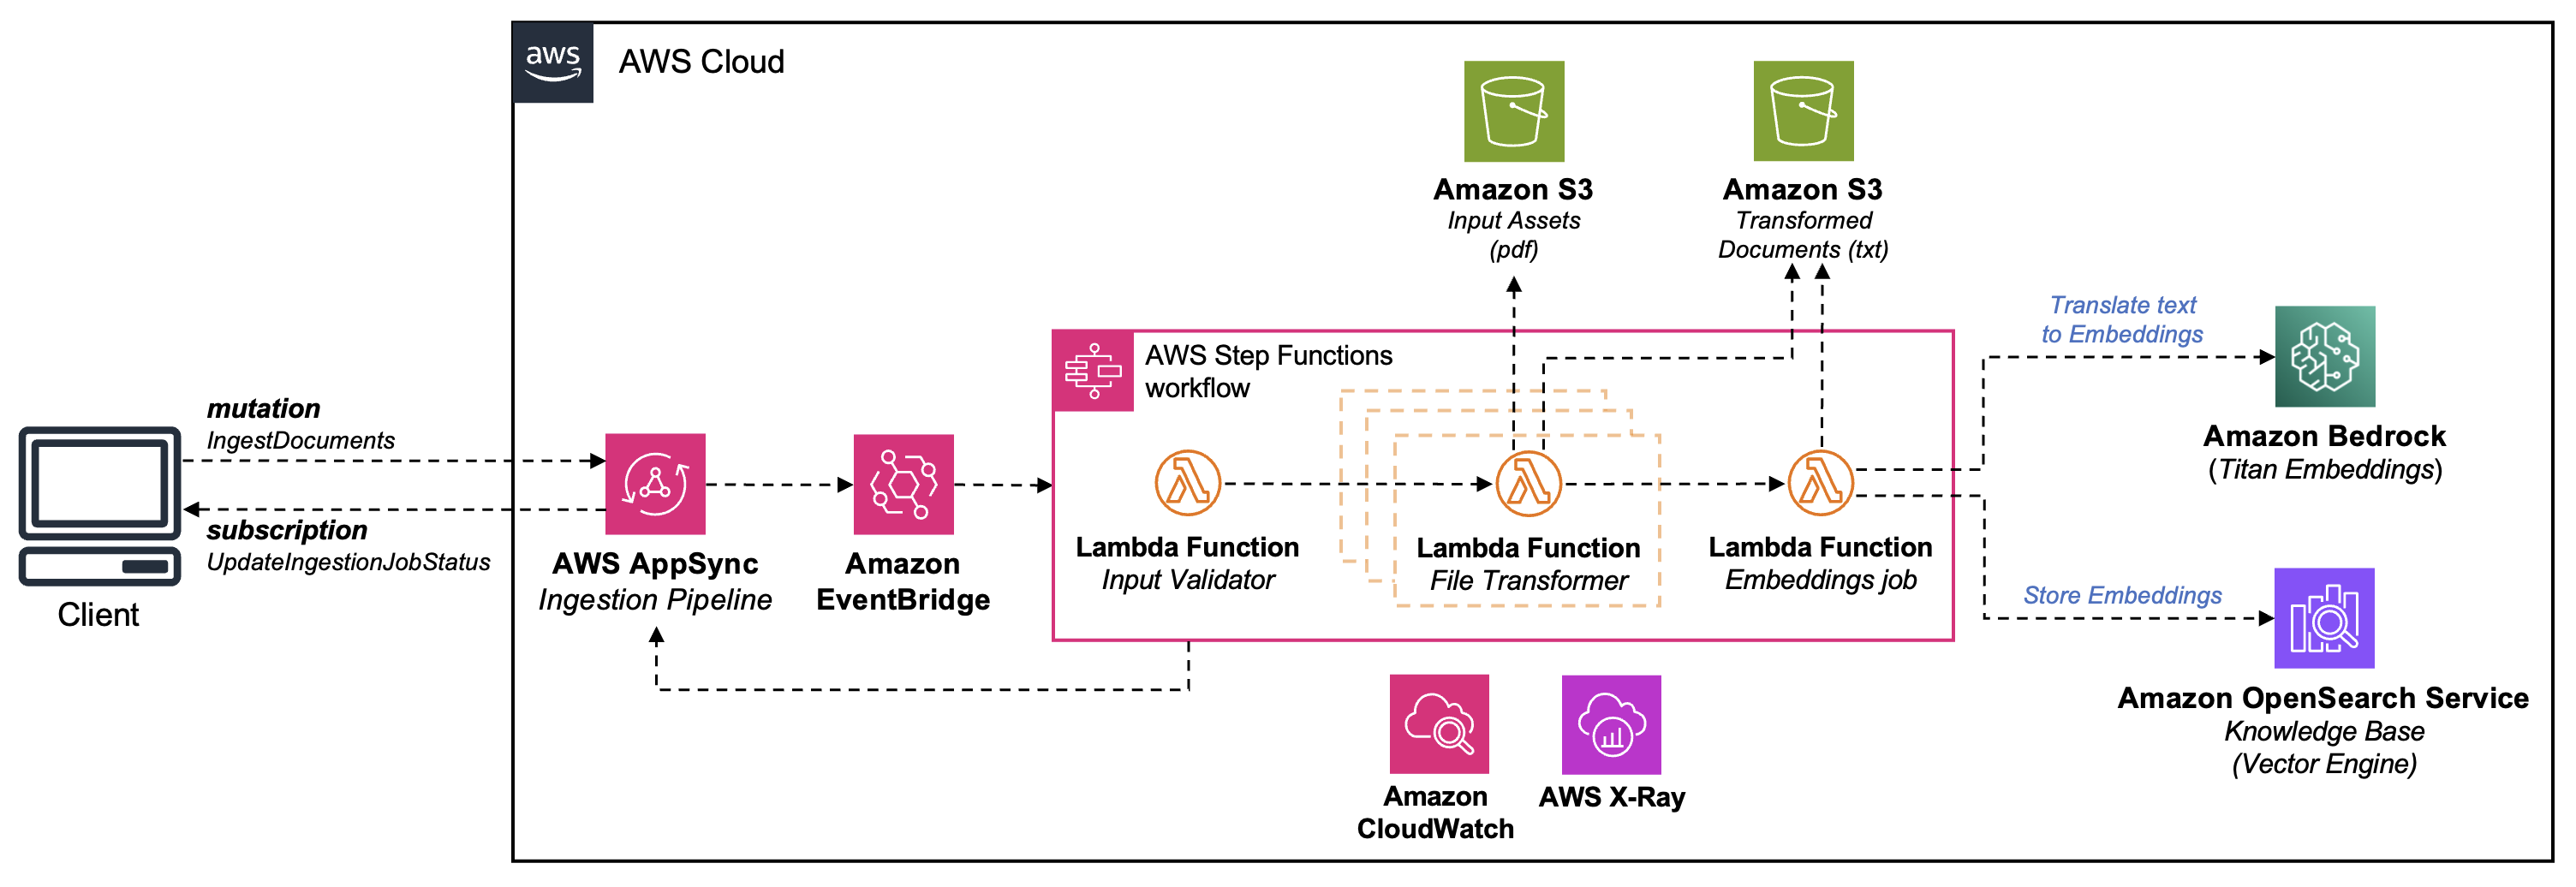 aws
AWS Cloud
Amazon S3
Input Assets
(pdf)
Amazon S3
Transformed
Documents (txt)
Translate text
to Embeddings
AWS Step Functions
workflow
mutation
IngestDocuments
subscription
UpdateIngestionJobStatus
Client
AWS AppSync
Ingestion Pipeline
Amazon
EventBridge
Lambda Function
Input Validator
Lambda Function
File Transformer
Lambda Function
Embeddings job
Amazon Bedrock
(Titan Embeddings)
Store Embeddings
Amazon OpenSearch Service
Knowledge Base
(Vector Engine)
Amazon
CloudWatch
AWS X-Ray